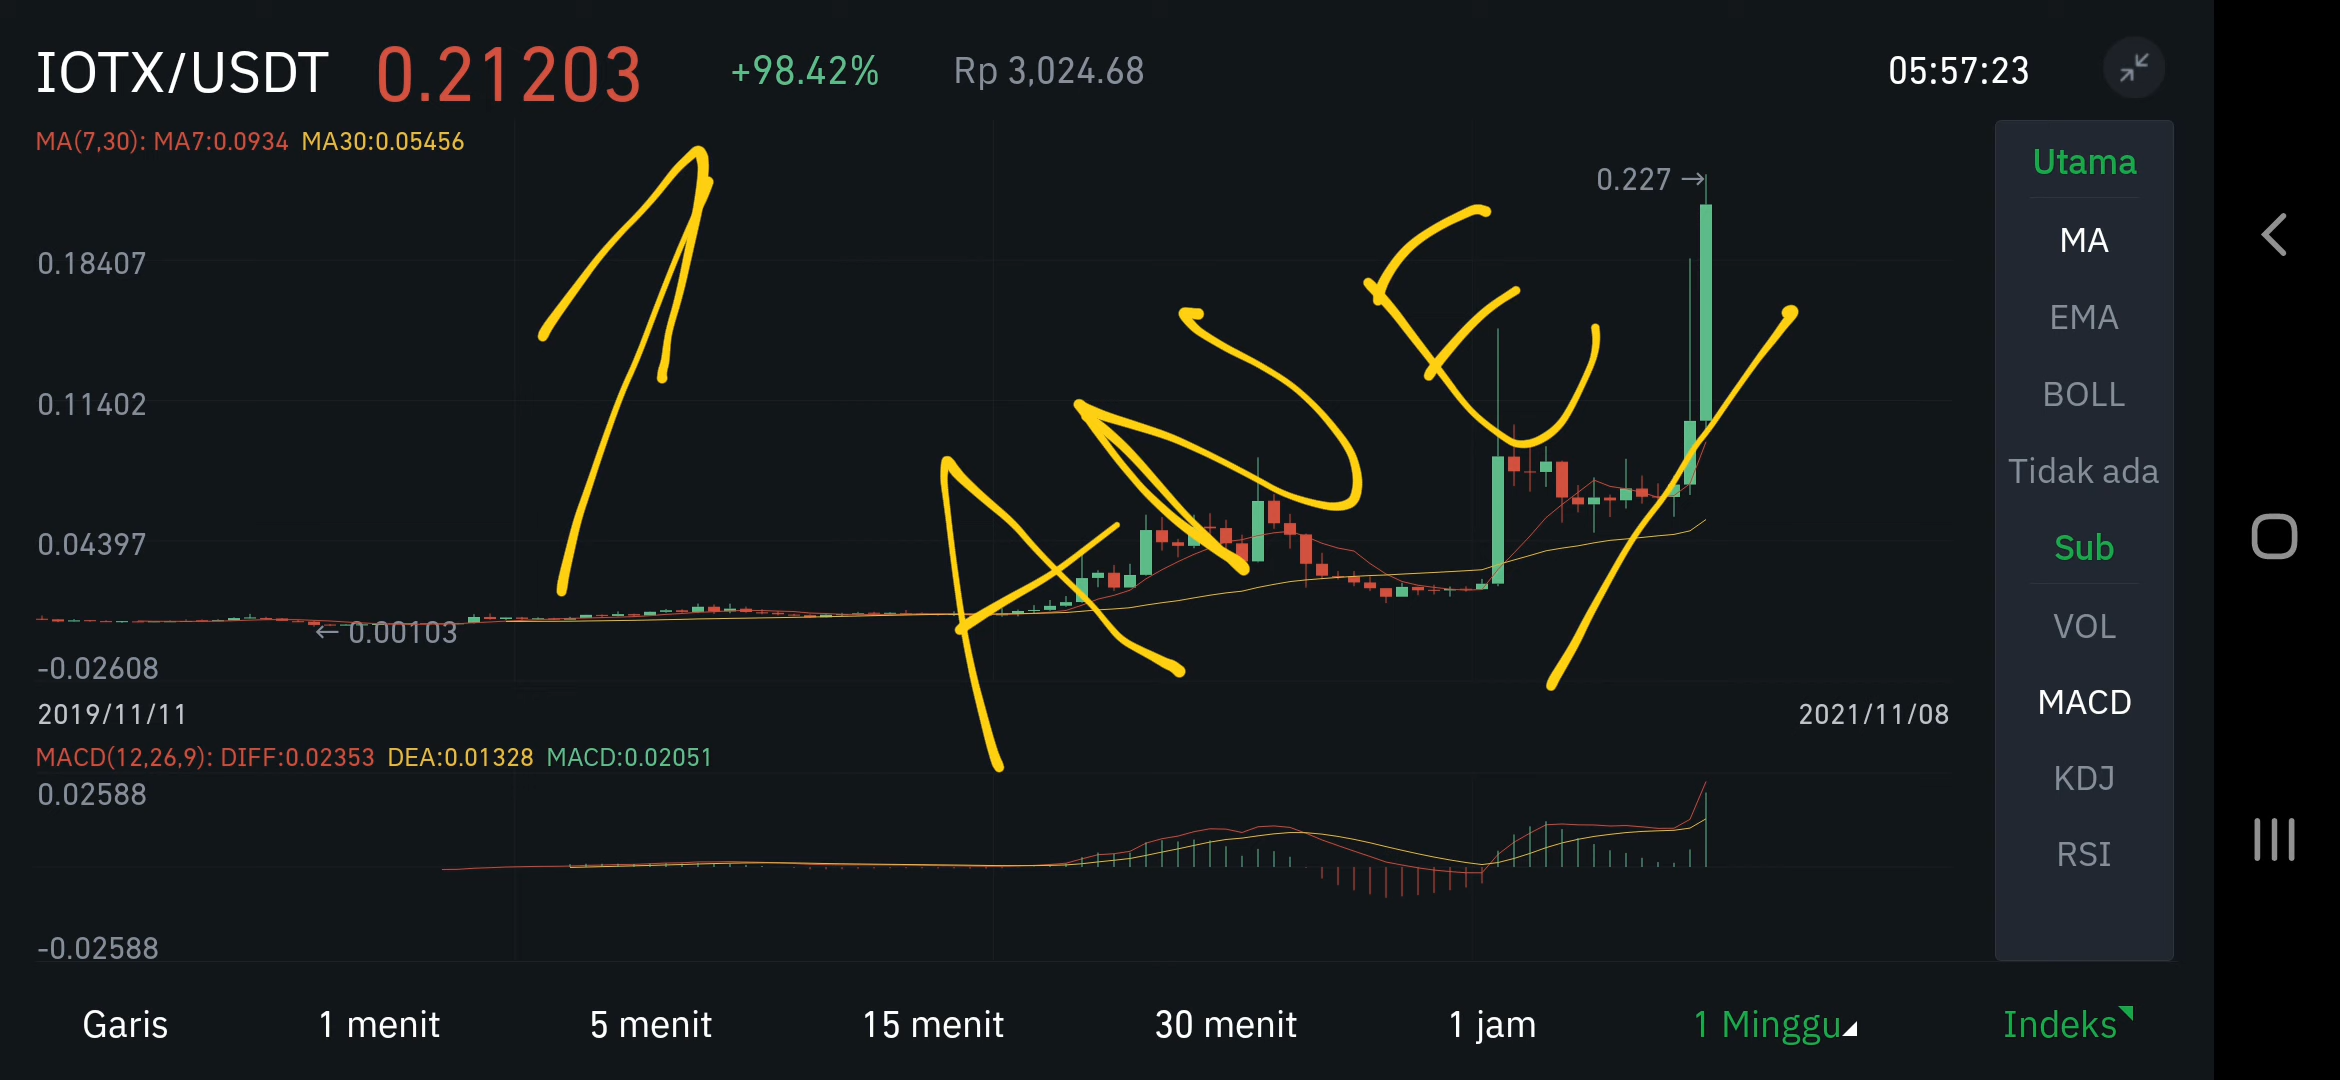 IOTX/USDT 0.21203 +98.42% Rp 3,024.68 05:57:23
MA(7,30): MA7:0.0934 MA30:0.05456
0.227 →
0.18407
0.11402
0.04397
← 0.00103
-0.02608
2019/11/11 2021/11/08
MACD(12,26,9): DIFF:0.02353 DEA:0.01328 MACD:0.02051
0.02588
-0.02588
Utama
MA
EMA
BOLL
Tidak ada
Sub
VOL
MACD
KDJ
RSI
Garis 1 menit 5 menit 15 menit 30 menit 1 jam 1 Minggu Indeks